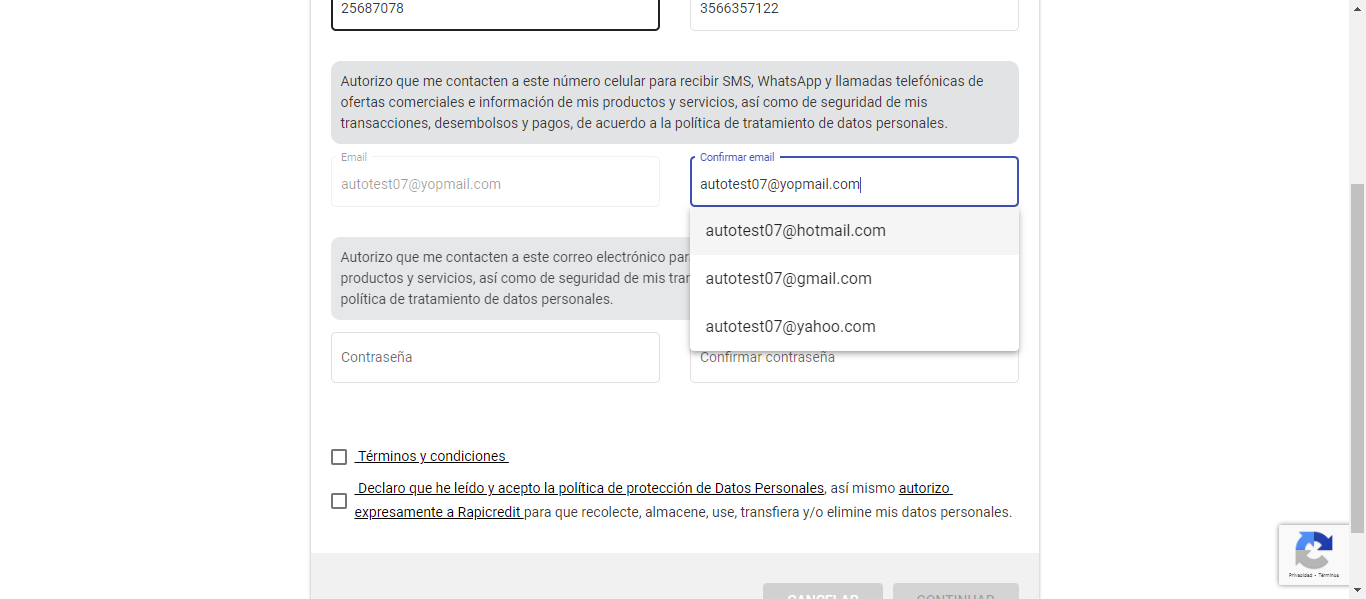 25687078
3566357122
Autorizo que me contacten a este número celular para recibir SMS, WhatsApp y llamadas telefónicas de
ofertas comerciales e información de mis productos y servicios, así como de seguridad de mis
transacciones, desembolsos y pagos, de acuerdo a la política de tratamiento de datos personales.
Email
autotest07@yopmail.com
Confirmar email
autotest07@yopmail.com
autotest07@hotmail.com
autotest07@gmail.com
autotest07@yahoo.com
Autorizo que me contacten a este correo electrónico
productos y servicios, así como de seguridad de mis
política de tratamiento de datos personales.
Contraseña
Confirmar contraseña
Términos y condiciones
Declaro que he leído y acepto la política de protección de Datos Personales, así mismo autorizo
expresamente a Rapicredit para que recolecte, almacene, use, transfiera y/o elimine mis datos personales.
Privacidad - Términos
CANCELAR
CONTINUAR